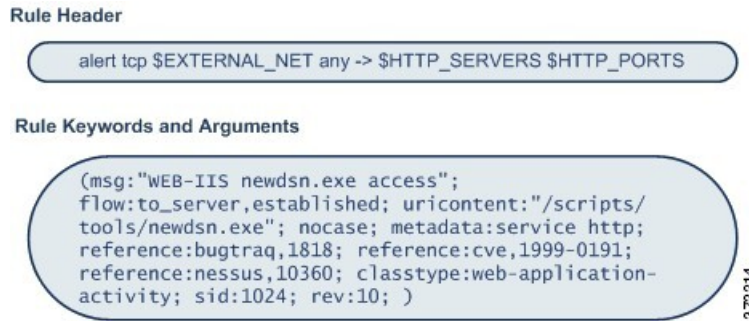 Rule Header
alert tcp $EXTERNAL_NET any -> $HTTP_SERVERS $HTTP_PORTS
Rule Keywords and Arguments
(msg:"WEB-IIS newdsn.exe access";
flow:to_server,established; uricontent:"/scripts/
tools/newdsn.exe"; nocase; metadata:service http;
reference:bugtraq,1818; reference:cve,1999-0191;
reference:nessus,10360; classtype:web-application-
activity; sid:1024; rev:10; )